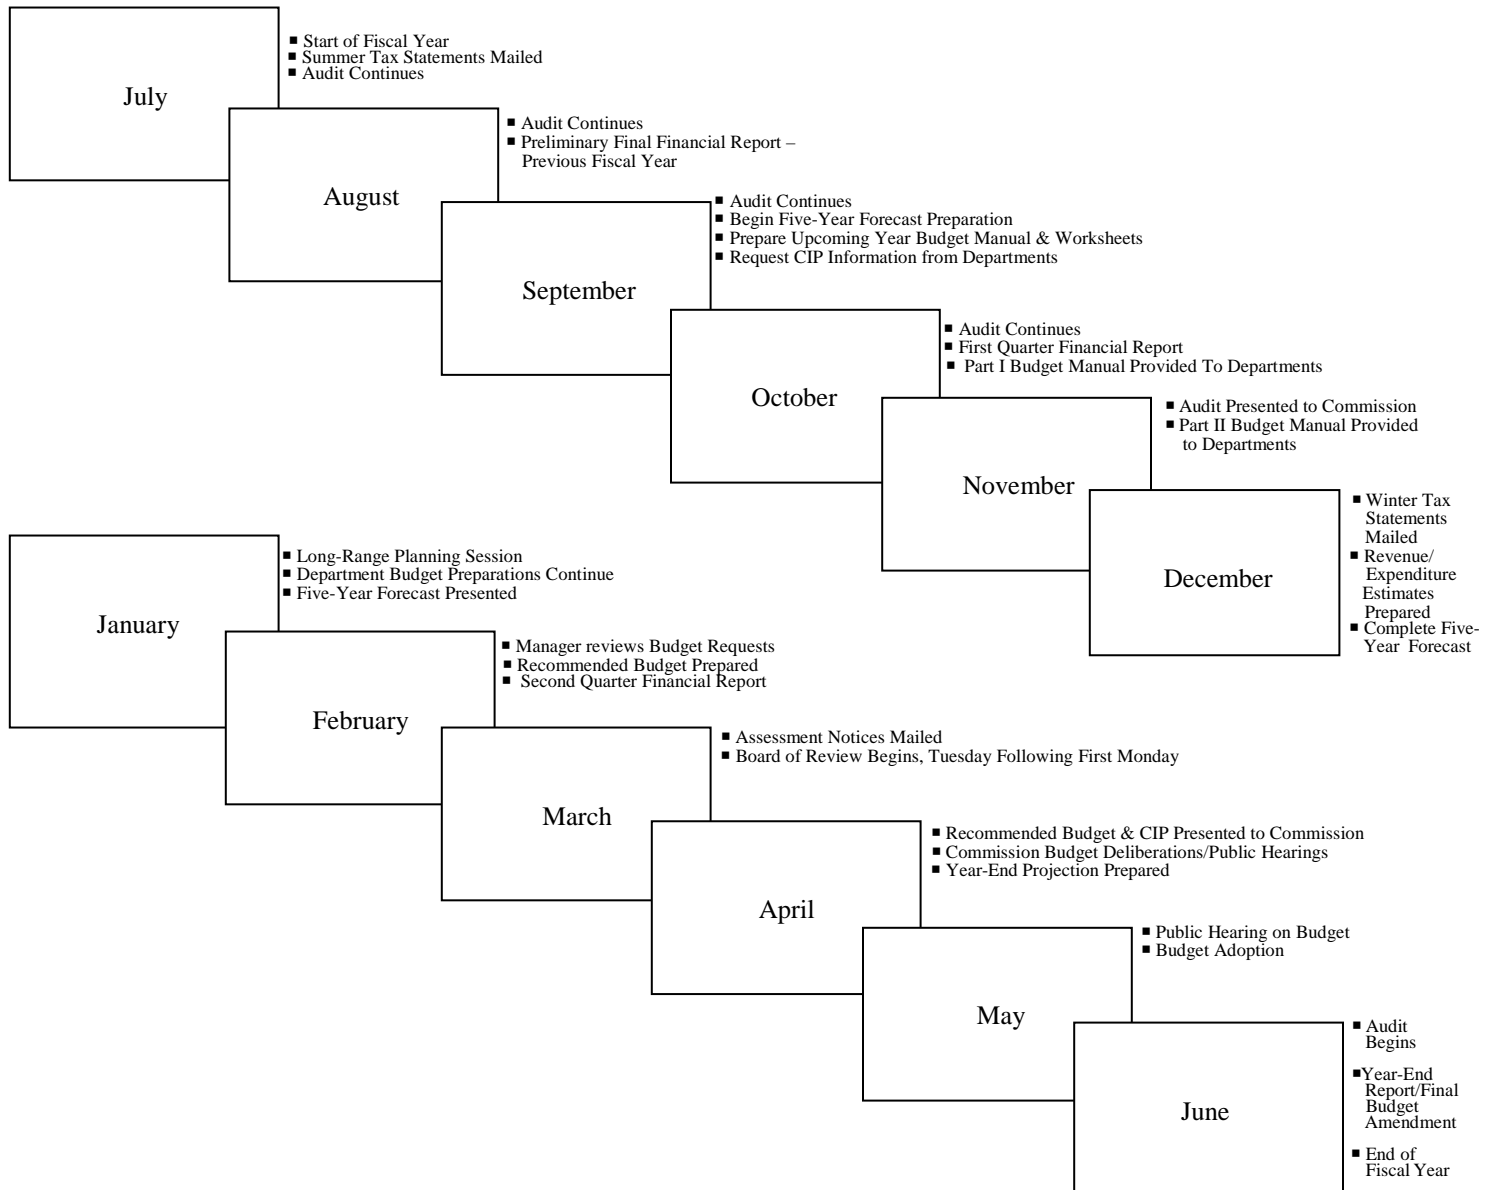 July
■ Start of Fiscal Year
■ Summer Tax Statements Mailed
■ Audit Continues
August
■ Audit Continues
■ Preliminary Final Financial Report –
Previous Fiscal Year
September
■ Audit Continues
■ Begin Five-Year Forecast Preparation
■ Prepare Upcoming Year Budget Manual & Worksheets
■ Request CIP Information from Departments
October
■ Audit Continues
■ First Quarter Financial Report
■ Part I Budget Manual Provided To Departments
November
■ Audit Presented to Commission
■ Part II Budget Manual Provided
to Departments
December
■ Winter Tax
Statements
Mailed
■ Revenue/
Expenditure
Estimates
Prepared
■ Complete Five-
Year Forecast
January
■ Long-Range Planning Session
■ Department Budget Preparations Continue
■ Five-Year Forecast Presented
February
■ Manager reviews Budget Requests
■ Recommended Budget Prepared
■ Second Quarter Financial Report
March
■ Assessment Notices Mailed
■ Board of Review Begins, Tuesday Following First Monday
April
■ Recommended Budget & CIP Presented to Commission
■ Commission Budget Deliberations/Public Hearings
■ Year-End Projection Prepared
May
■ Public Hearing on Budget
■ Budget Adoption
June
■ Audit
Begins
■Year-End
Report/Final
Budget
Amendment
■ End of
Fiscal Year